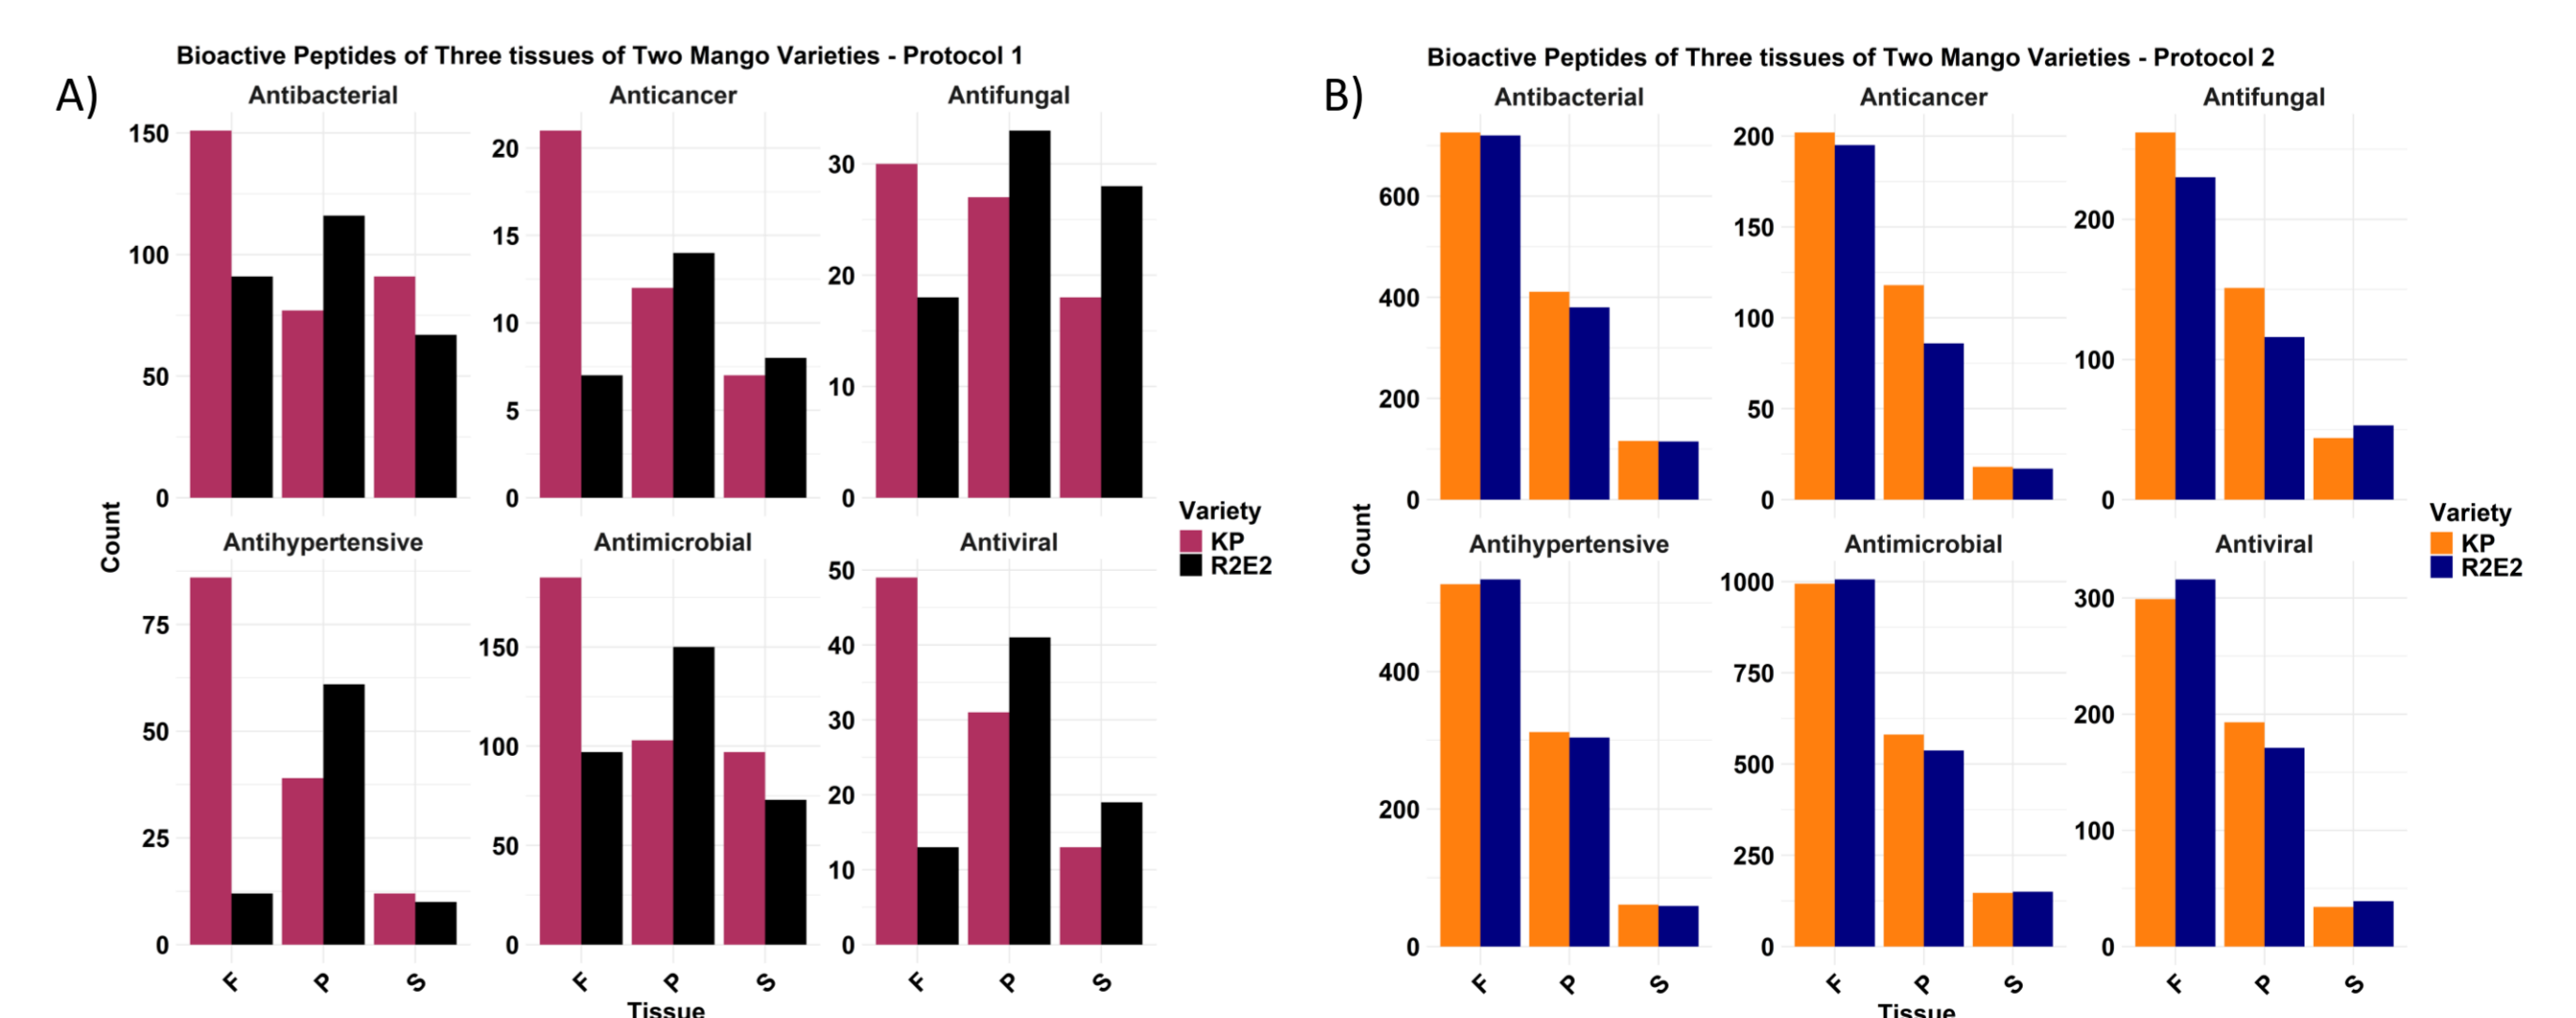 Bioactive Peptides of Three tissues of Two Mango Varieties - Protocol 1
A)
Antibacterial Anticancer Antifungal
150
100
50
0
20
15
10
5
0
30
20
10
0
Antihypertensive Antimicrobial Antiviral
75
50
25
0
150
100
50
0
50
40
30
20
10
0
Count
F P S F P S F P S
Tissue
Variety
KP
R2E2
Bioactive Peptides of Three tissues of Two Mango Varieties - Protocol 2
B)
Antibacterial Anticancer Antifungal
600
400
200
0
200
150
100
50
0
200
100
0
Antihypertensive Antimicrobial Antiviral
400
200
0
1000
750
500
250
0
300
200
100
0
Count
F P S F P S F P S
Tissue
Variety
KP
R2E2